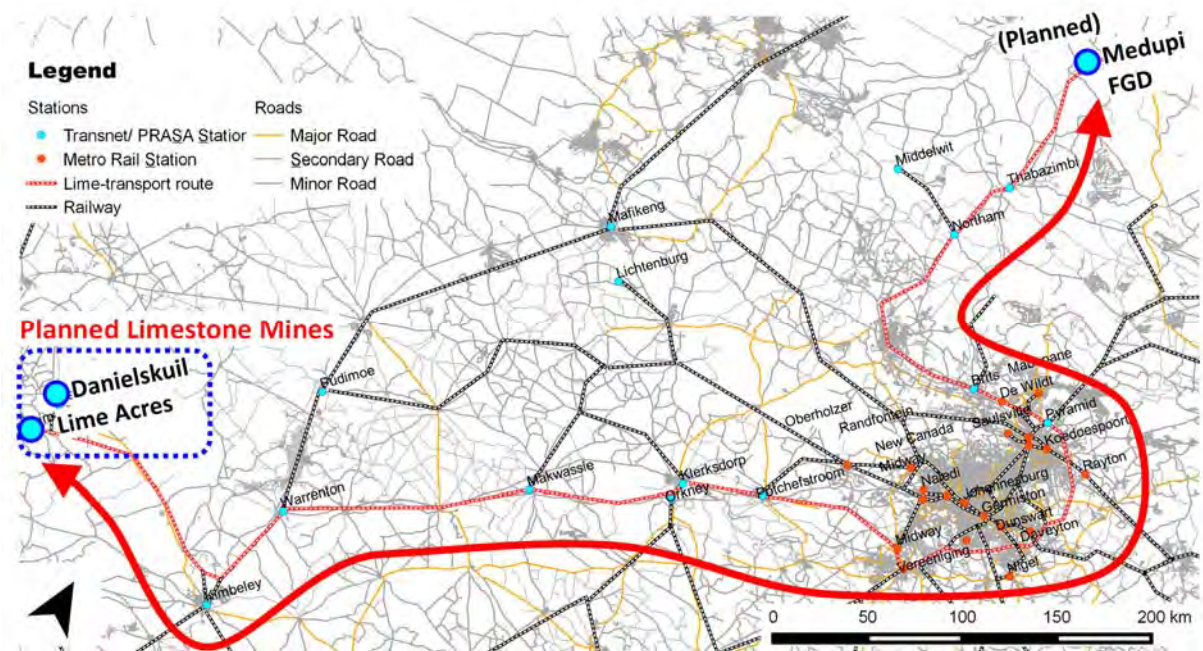 Legend
Stations
Transnet/ PRASA Station
Metro Rail Station
Lime-transport route
Railway
Roads
Major Road
Secondary Road
Minor Road
(Planned)
Medupi
FGD
Middelwit
Thabazimbi
Northam
Mafikeng
Lichtenburg
Planned Limestone Mines
Danielskuil
Lime Acres
Pudimoe
Warrenton
Kimbeley
Makwassie
Klerksdorp
Orkney
Potchefstroom
Oberholzer
Randfontein
New Canada
Midway
Naledi
Brits
Mabopane
De Wildt
Saulsville
Pyramid
Koedoespoort
Rayton
Johannesburg
Germiston
Dunswart
Daveyton
Midway
Vereeniging
Nigel
0 50 100 150 200 km